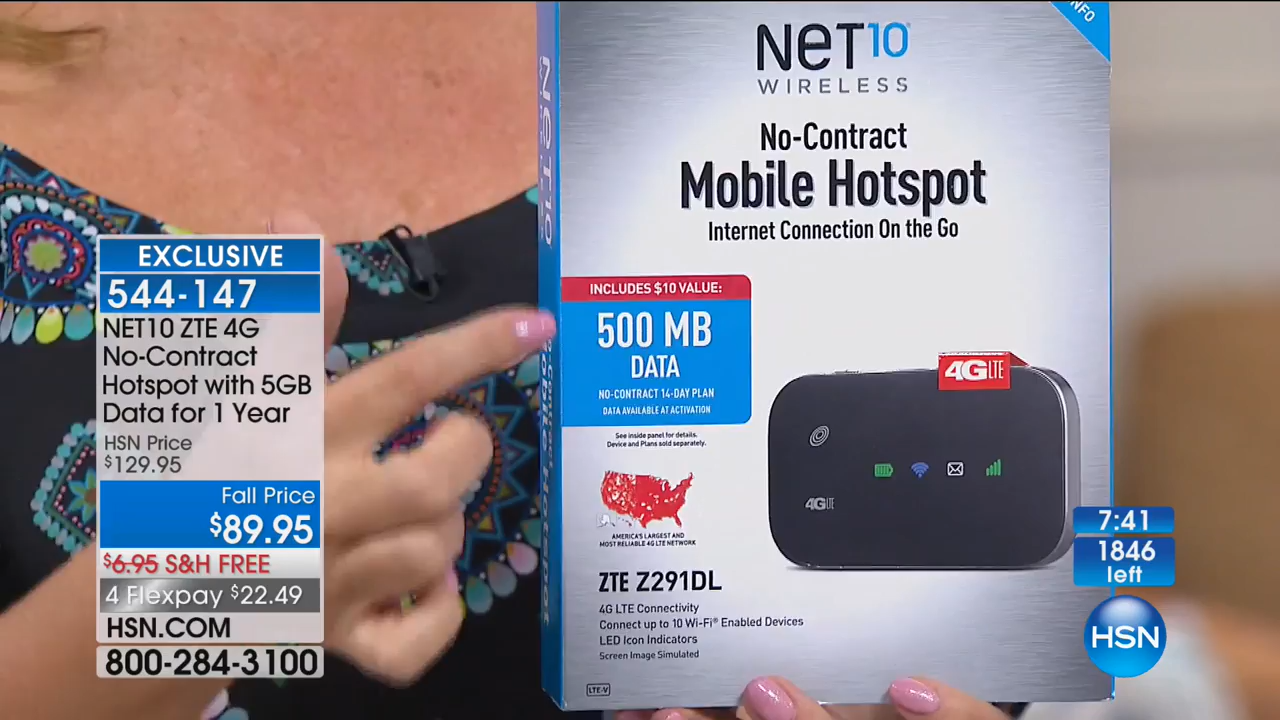 EXCLUSIVE
544-147
NET10 ZTE 4G
No-Contract
Hotspot with 5GB
Data for 1 Year
HSN Price
$129.95
Fall Price
$89.95
$6.95 S&H FREE
4 Flexpay $22.49
HSN.COM
800-284-3100
NET10
NET10®
WIRELESS
No-Contract
Mobile Hotspot
Internet Connection On the Go
INCLUDES $10 VALUE:
500 MB
DATA
NO-CONTRACT 14-DAY PLAN
DATA AVAILABLE AT ACTIVATION
See inside panel for details.
Device and Plans sold separately.
AMERICA'S LARGEST AND
MOST RELIABLE 4G LTE NETWORK
4G LTE
4G LTE
ZTE Z291DL
4G LTE Connectivity
Connect up to 10 Wi-Fi® Enabled Devices
LED Icon Indicators
Screen Image Simulated
LTE-V
7:41
1846
left
HSN